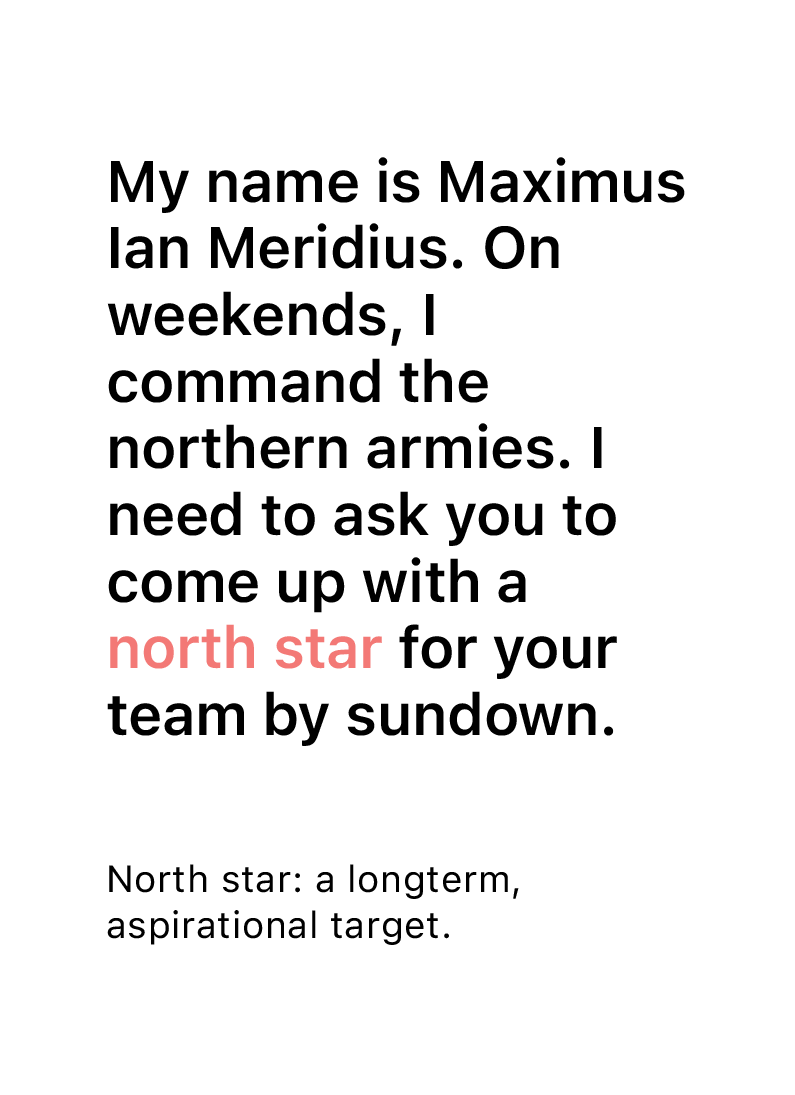 My name is Maximus
Ian Meridius. On
weekends, I
command the
northern armies. I
need to ask you to
come up with a
north star for your
team by sundown.
North star: a longterm,
aspirational target.